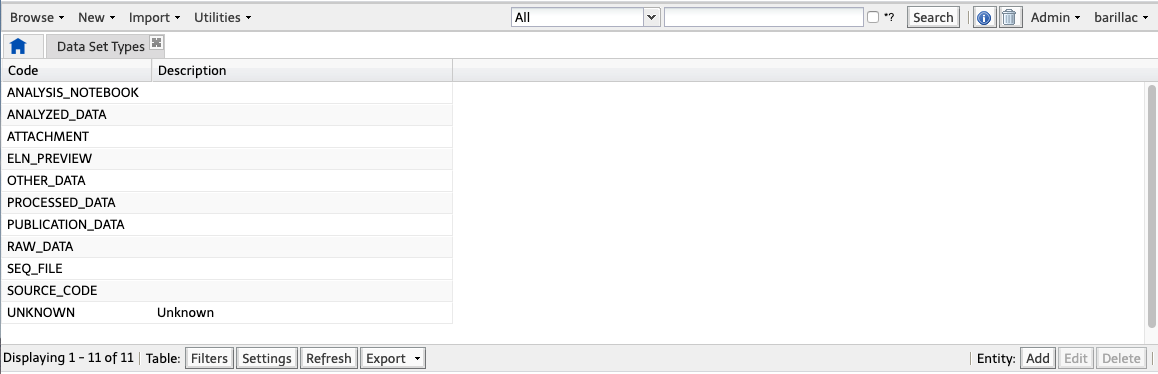 Browse New Import Utilities All *? Search Admin barillac
Data Set Types
Code Description
ANALYSIS_NOTEBOOK
ANALYZED_DATA
ATTACHMENT
ELN_PREVIEW
OTHER_DATA
PROCESSED_DATA
PUBLICATION_DATA
RAW_DATA
SEQ_FILE
SOURCE_CODE
UNKNOWN Unknown
Displaying 1 - 11 of 11 Table: Filters Settings Refresh Export Entity: Add Edit Delete